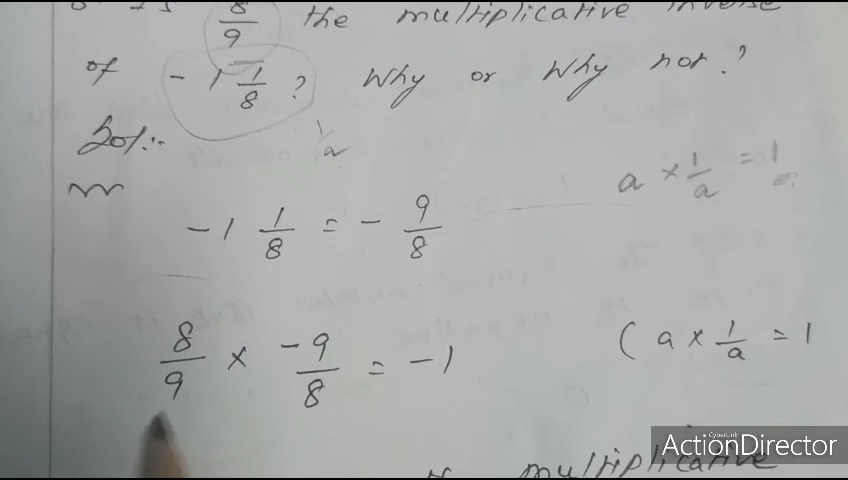 8/9 the multiplicative inverse
of - 1 1/8 ? Why or Why not?
Sol:-
1/a
a × 1/a = 1
- 1 1/8 = - 9/8
8/9 × -9/8 = -1
( a × 1/a = 1
multiplicative
CyberLink
ActionDirector